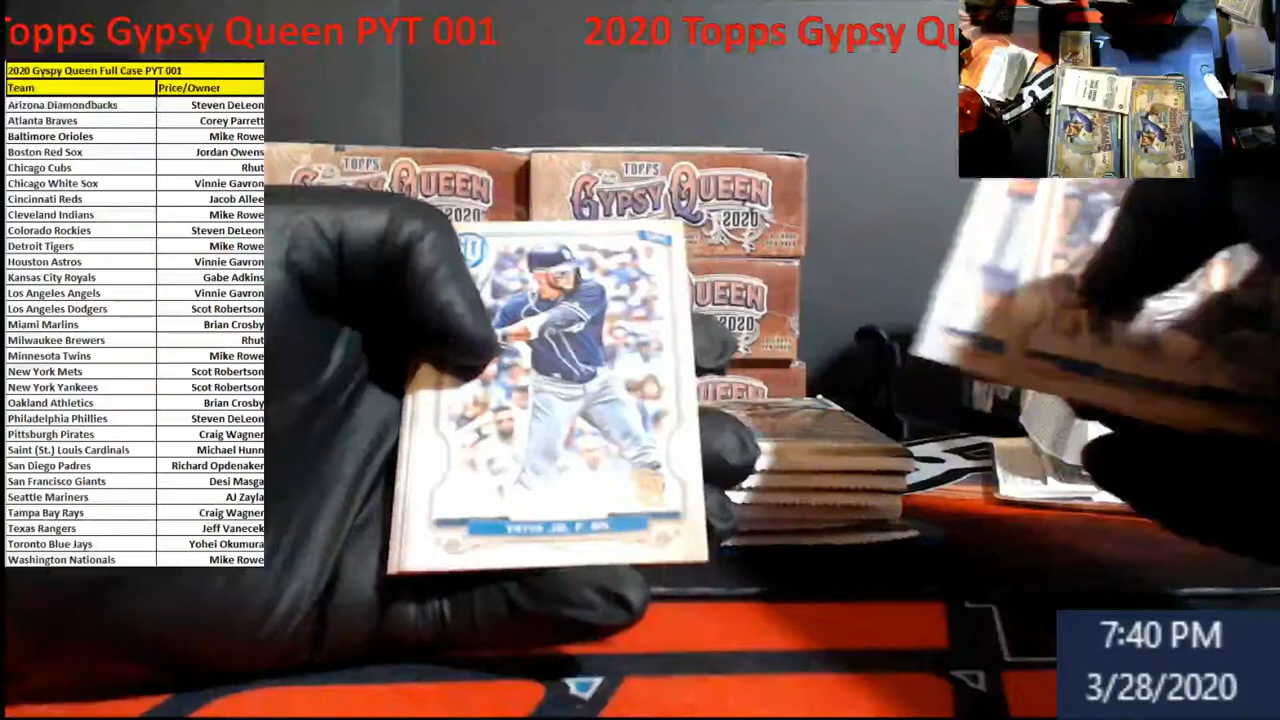 Topps Gypsy Queen PYT 001 2020 Topps Gypsy Qu
2020 Gyspy Queen Full Case PYT 001
Team Price/Owner
Arizona Diamondbacks Steven DeLeon
Atlanta Braves Corey Parrett
Baltimore Orioles Mike Rowe
Boston Red Sox Jordan Owens
Chicago Cubs Rhut
Chicago White Sox Vinnie Gavron
Cincinnati Reds Jacob Allee
Cleveland Indians Mike Rowe
Colorado Rockies Steven DeLeon
Detroit Tigers Mike Rowe
Houston Astros Vinnie Gavron
Kansas City Royals Gabe Adkins
Los Angeles Angels Vinnie Gavron
Los Angeles Dodgers Scot Robertson
Miami Marlins Brian Crosby
Milwaukee Brewers Rhut
Minnesota Twins Mike Rowe
New York Mets Scot Robertson
New York Yankees Scot Robertson
Oakland Athletics Brian Crosby
Philadelphia Phillies Steven DeLeon
Pittsburgh Pirates Craig Wagner
Saint (St.) Louis Cardinals Michael Hunn
San Diego Padres Richard Opdenaker
San Francisco Giants Desi Masga
Seattle Mariners AJ Zayla
Tampa Bay Rays Craig Wagner
Texas Rangers Jeff Vanecek
Toronto Blue Jays Yohei Okumura
Washington Nationals Mike Rowe
TOPPS
GYPSY QUEEN
2020
TOPPS
GYPSY QUEEN
2020
QUEEN
2020
GQ
7:40 PM
3/28/2020